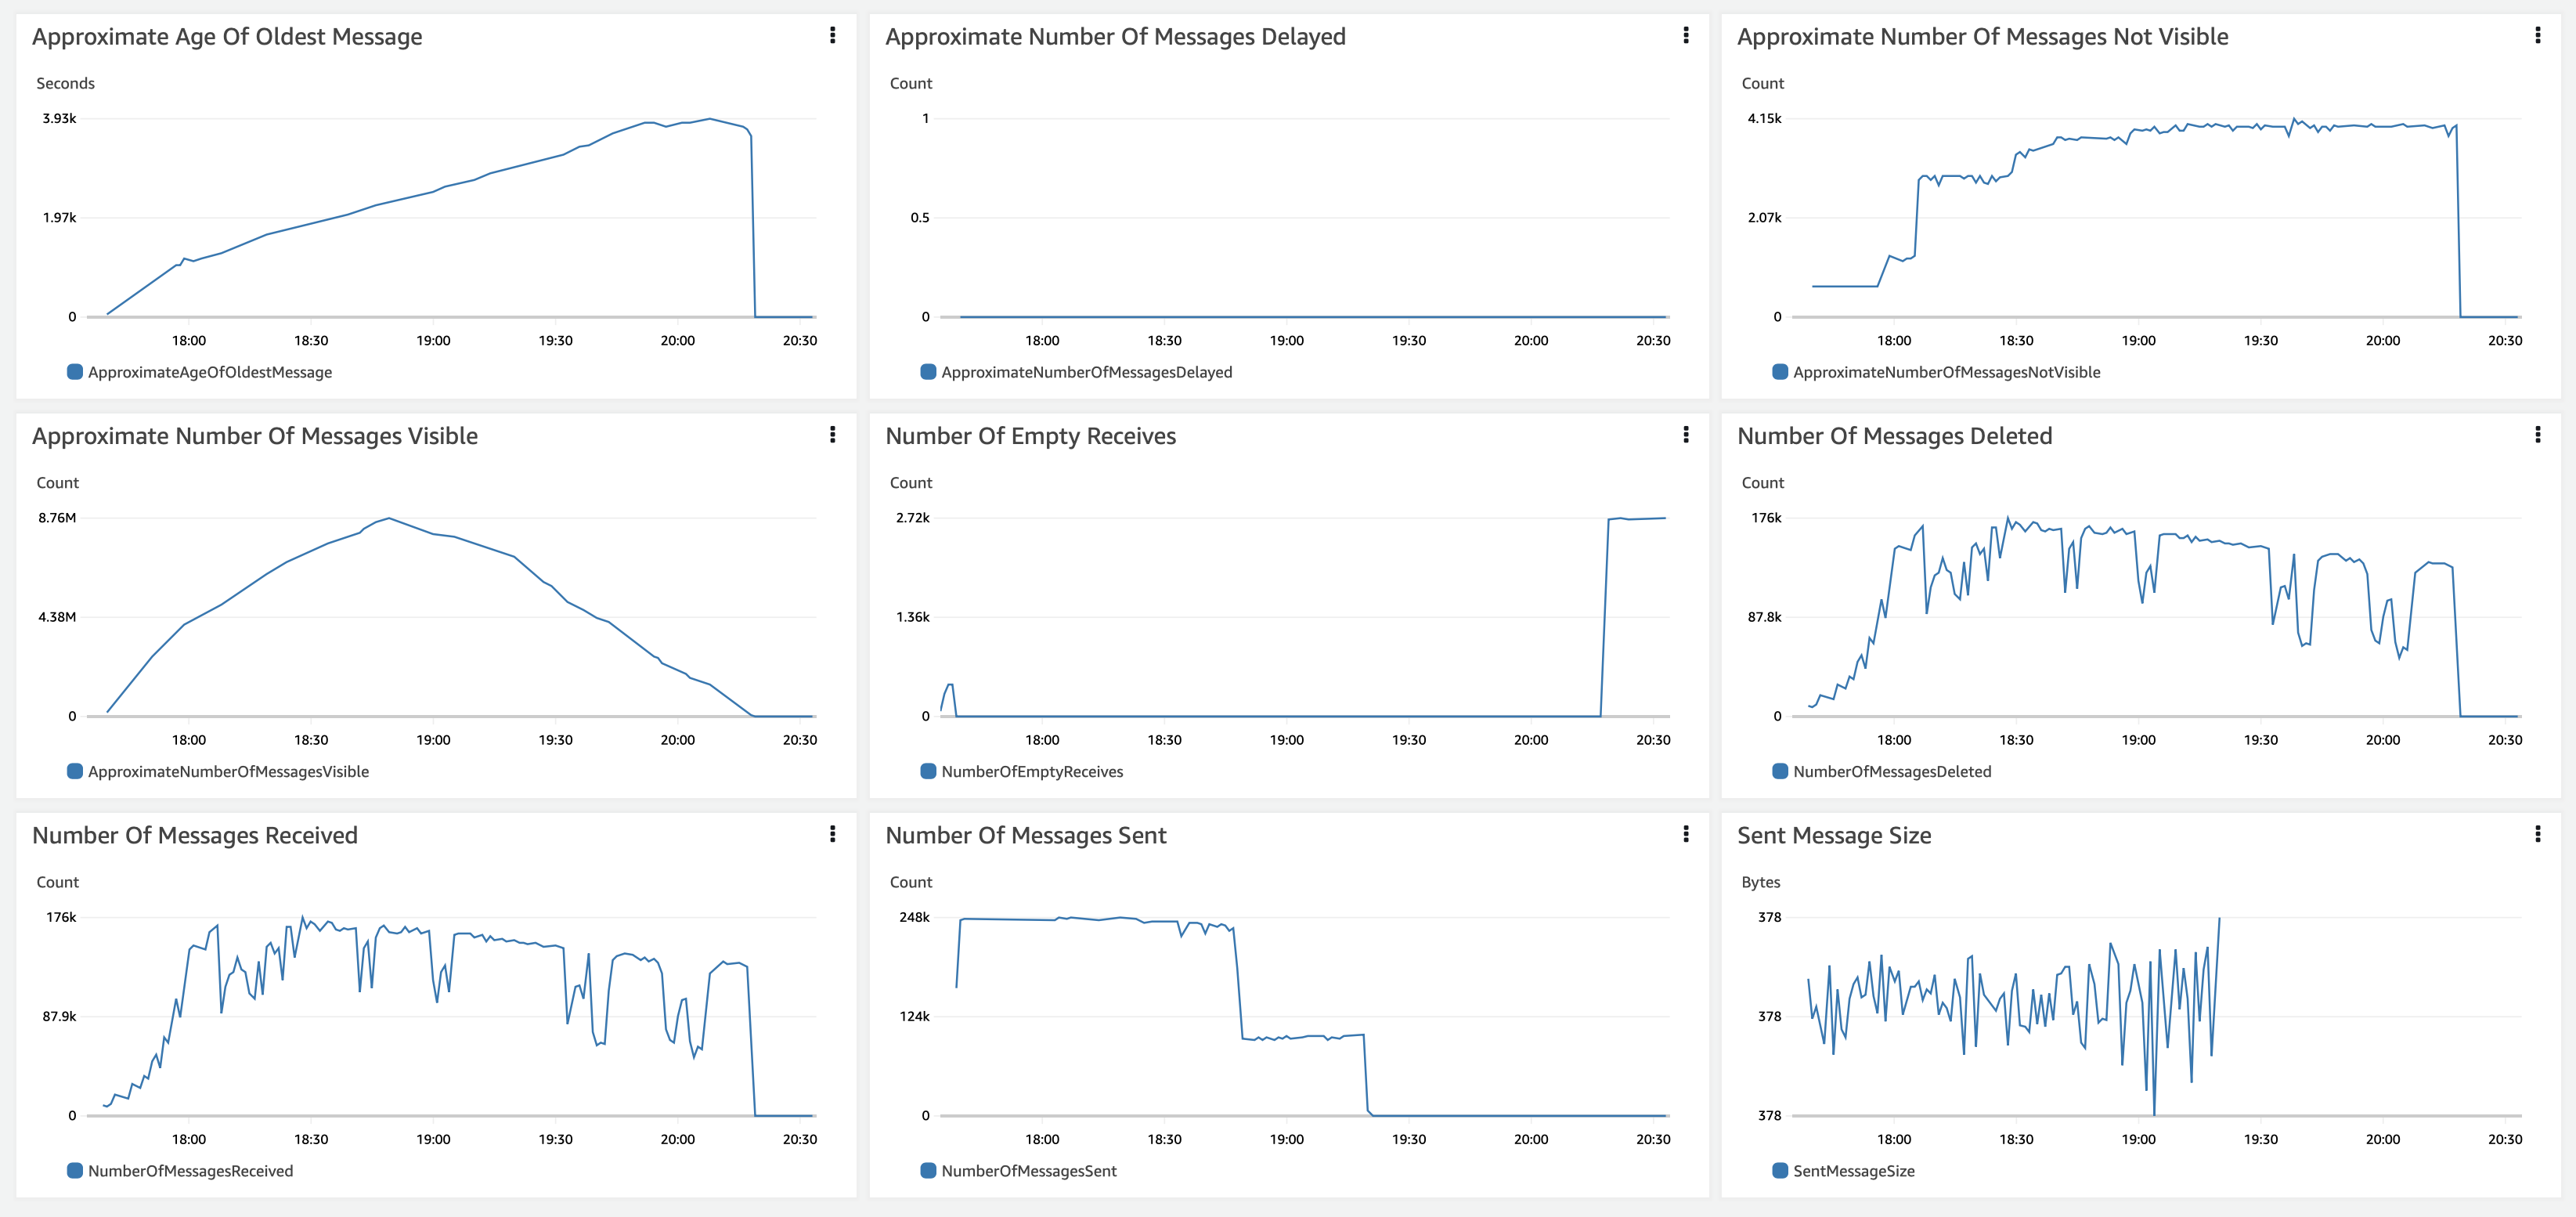 Approximate Age Of Oldest Message
Seconds
3.93k
1.97k
0
18:00 18:30 19:00 19:30 20:00 20:30
ApproximateAgeOfOldestMessage
Approximate Number Of Messages Delayed
Count
1
0.5
0
18:00 18:30 19:00 19:30 20:00 20:30
ApproximateNumberOfMessagesDelayed
Approximate Number Of Messages Not Visible
Count
4.15k
2.07k
0
18:00 18:30 19:00 19:30 20:00 20:30
ApproximateNumberOfMessagesNotVisible
Approximate Number Of Messages Visible
Count
8.76M
4.38M
0
18:00 18:30 19:00 19:30 20:00 20:30
ApproximateNumberOfMessagesVisible
Number Of Empty Receives
Count
2.72k
1.36k
0
18:00 18:30 19:00 19:30 20:00 20:30
NumberOfEmptyReceives
Number Of Messages Deleted
Count
176k
87.8k
0
18:00 18:30 19:00 19:30 20:00 20:30
NumberOfMessagesDeleted
Number Of Messages Received
Count
176k
87.9k
0
18:00 18:30 19:00 19:30 20:00 20:30
NumberOfMessagesReceived
Number Of Messages Sent
Count
248k
124k
0
18:00 18:30 19:00 19:30 20:00 20:30
NumberOfMessagesSent
Sent Message Size
Bytes
378
378
378
18:00 18:30 19:00 19:30 20:00 20:30
SentMessageSize